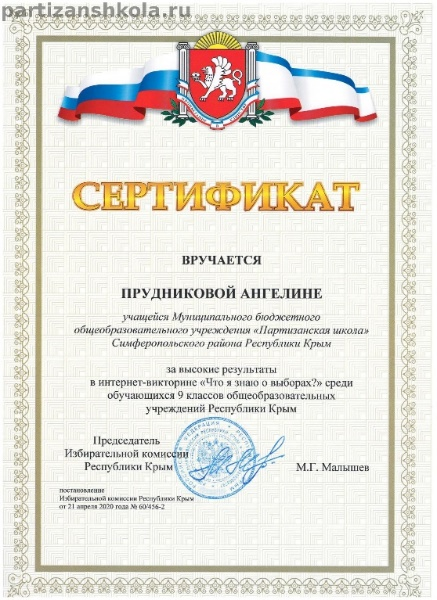 partizanshkola.ru
СЕРТИФИКАТ
ВРУЧАЕТСЯ
ПРУДНИКОВОЙ АНГЕЛИНЕ
учащейся Муниципального бюджетного
общеобразовательного учреждения «Партизанская школа»
Симферопольского района Республики Крым
за высокие результаты
в интернет-викторине «Что я знаю о выборах?» среди
обучающихся 9 классов общеобразовательных
учреждений Республики Крым
Председатель
Избирательной комиссии
Республики Крым
М.Г. Малышев
постановление
Избирательной комиссии Республики Крым
от 21 апреля 2020 года № 60/456-2